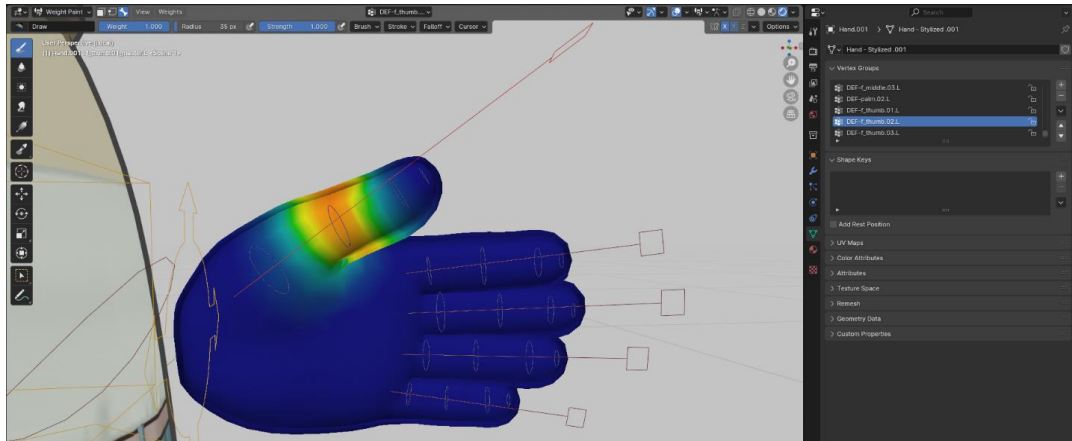 Weight Paint
View Weights
DEF-f_thumb...
Search
Draw
Weight 1.000
Radius 35 px
Strength 1.000
Brush Stroke Falloff Cursor
X
Options
Hand.001 > Hand - Stylized .001
Hand - Stylized .001
Vertex Groups
DEF-f_middle.03.L
DEF-palm.02.L
DEF-f_thumb.01.L
DEF-f_thumb.02.L
DEF-f_thumb.03.L
Shape Keys
Add Rest Position
UV Maps
Color Attributes
Attributes
Texture Space
Remesh
Geometry Data
Custom Properties